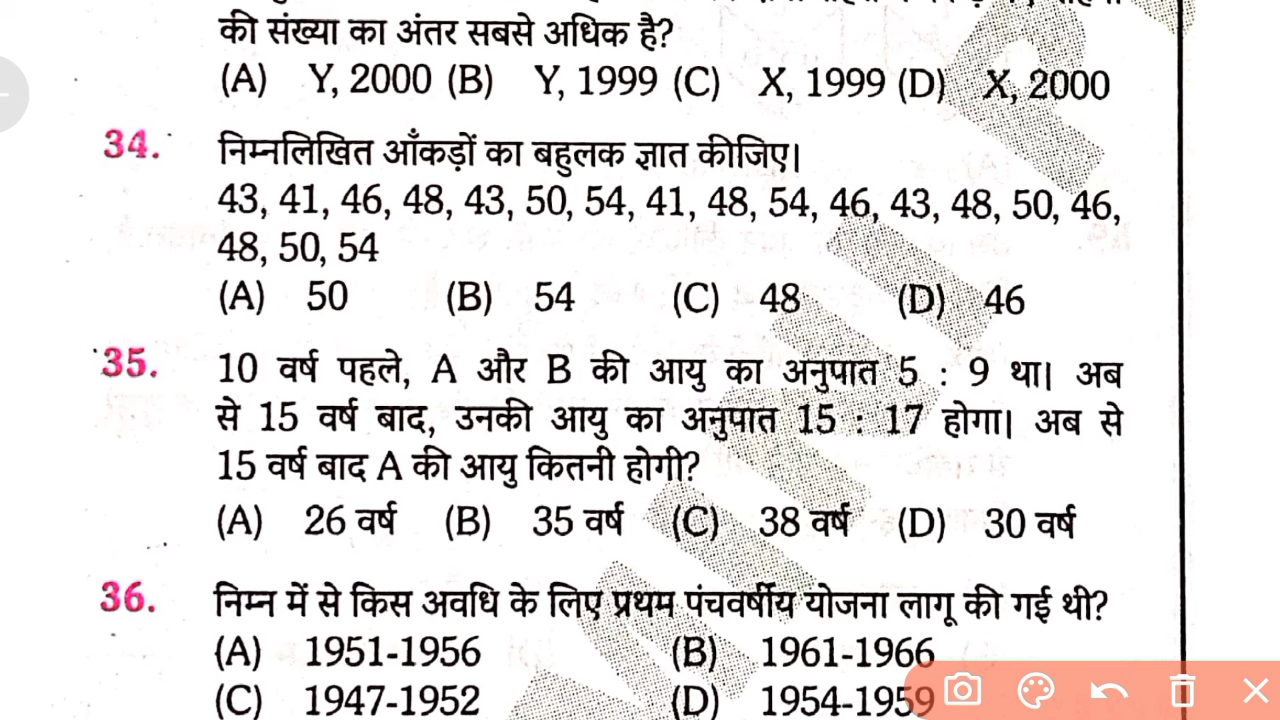 की संख्या का अंतर सबसे अधिक है?
(A) Y, 2000 (B) Y, 1999 (C) X, 1999 (D) X, 2000
34. निम्नलिखित आँकड़ों का बहुलक ज्ञात कीजिए।
43, 41, 46, 48, 43, 50, 54, 41, 48, 54, 46, 43, 48, 50, 46,
48, 50, 54
(A) 50 (B) 54 (C) 48 (D) 46
35. 10 वर्ष पहले, A और B की आयु का अनुपात 5 : 9 था। अब
से 15 वर्ष बाद, उनकी आयु का अनुपात 15 : 17 होगा। अब से
15 वर्ष बाद A की आयु कितनी होगी?
(A) 26 वर्ष (B) 35 वर्ष (C) 38 वर्ष (D) 30 वर्ष
36. निम्न में से किस अवधि के लिए प्रथम पंचवर्षीय योजना लागू की गई थी?
(A) 1951-1956 (B) 1961-1966
(C) 1947-1952 (D) 1954-1959